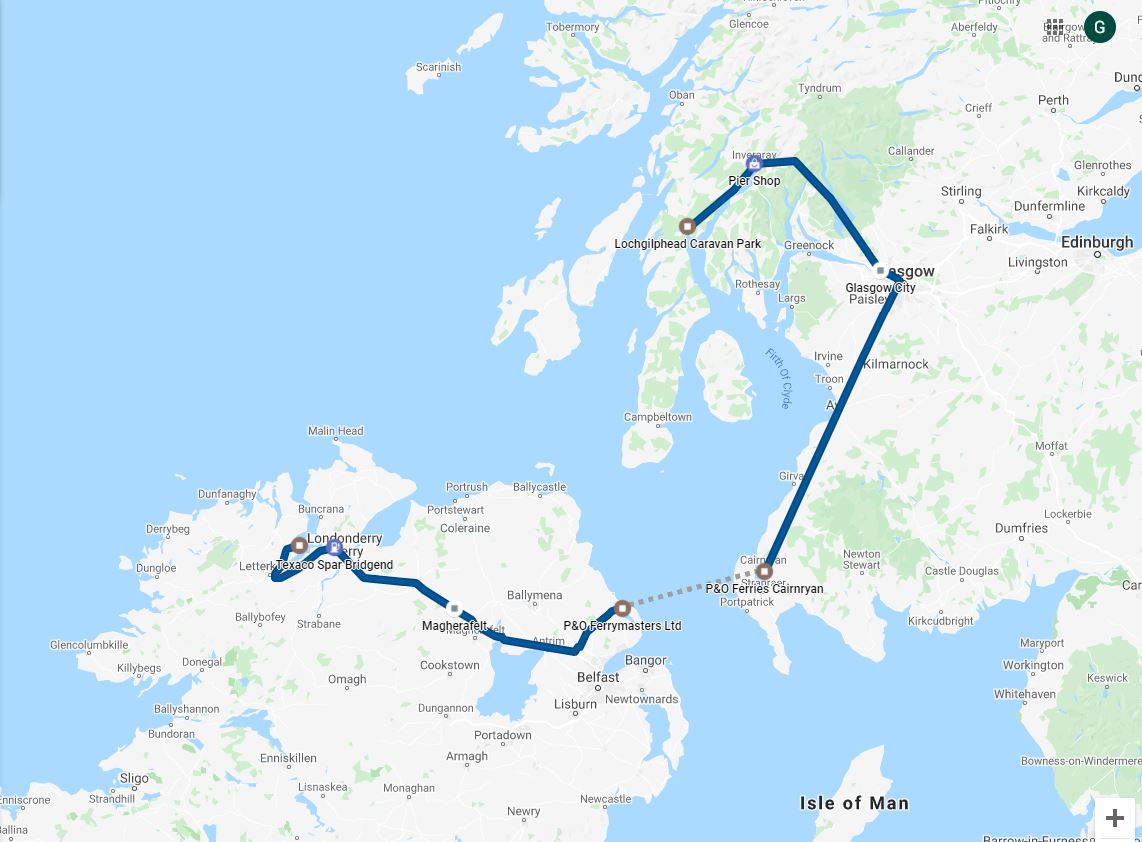 Tobermory
Glencoe
Pitlochry
Aberfeldy
and Rattray
G
Scarinish
Oban
Tyndrum
Perth
Crieff
Callander
Inveraray
Pier Shop
Glenrothes
Stirling
Kirkcaldy
Dunfermline
Lochgilphead Caravan Park
Greenock
Falkirk
Edinburgh
Livingston
asgow
Glasgow City
Rothesay
Paisley
Largs
Firth Of Clyde
Irvine
Kilmarnock
Troon
A
Campbeltown
Malin Head
Moffat
Girva
Portrush
Ballycastle
Dunfanaghy
Buncrana
Portstewart
Coleraine
Lockerbie
Derrybeg
Dumfries
Londonderry
erry
Cairnryan
Newton
Stewart
Dungloe
Letterk
Texaco Spar Bridgend
Castle Douglas
Stranraer
P&O Ferries Cairnryan
Portpatrick
Ballymena
Kirkcudbright
Ballybofey
Strabane
Magherafelt
Magherafelt
P&O Ferrymasters Ltd
Antrim
Glencolumbkille
Maryport
Donegal
Killybegs
Cookstown
Bangor
Workington
Omagh
Belfast
Keswick
Newtownards
Whitehaven
Lisburn
Dungannon
Ballyshannon
Bundoran
Portadown
Armagh
Enniskillen
Bowness-on-Windermere
Sligo
Lisnaskea
Monaghan
Enniscrone
Strandhill
Newcastle
Isle of Man
Newry
Ballina
Barrow-in-Furness
+